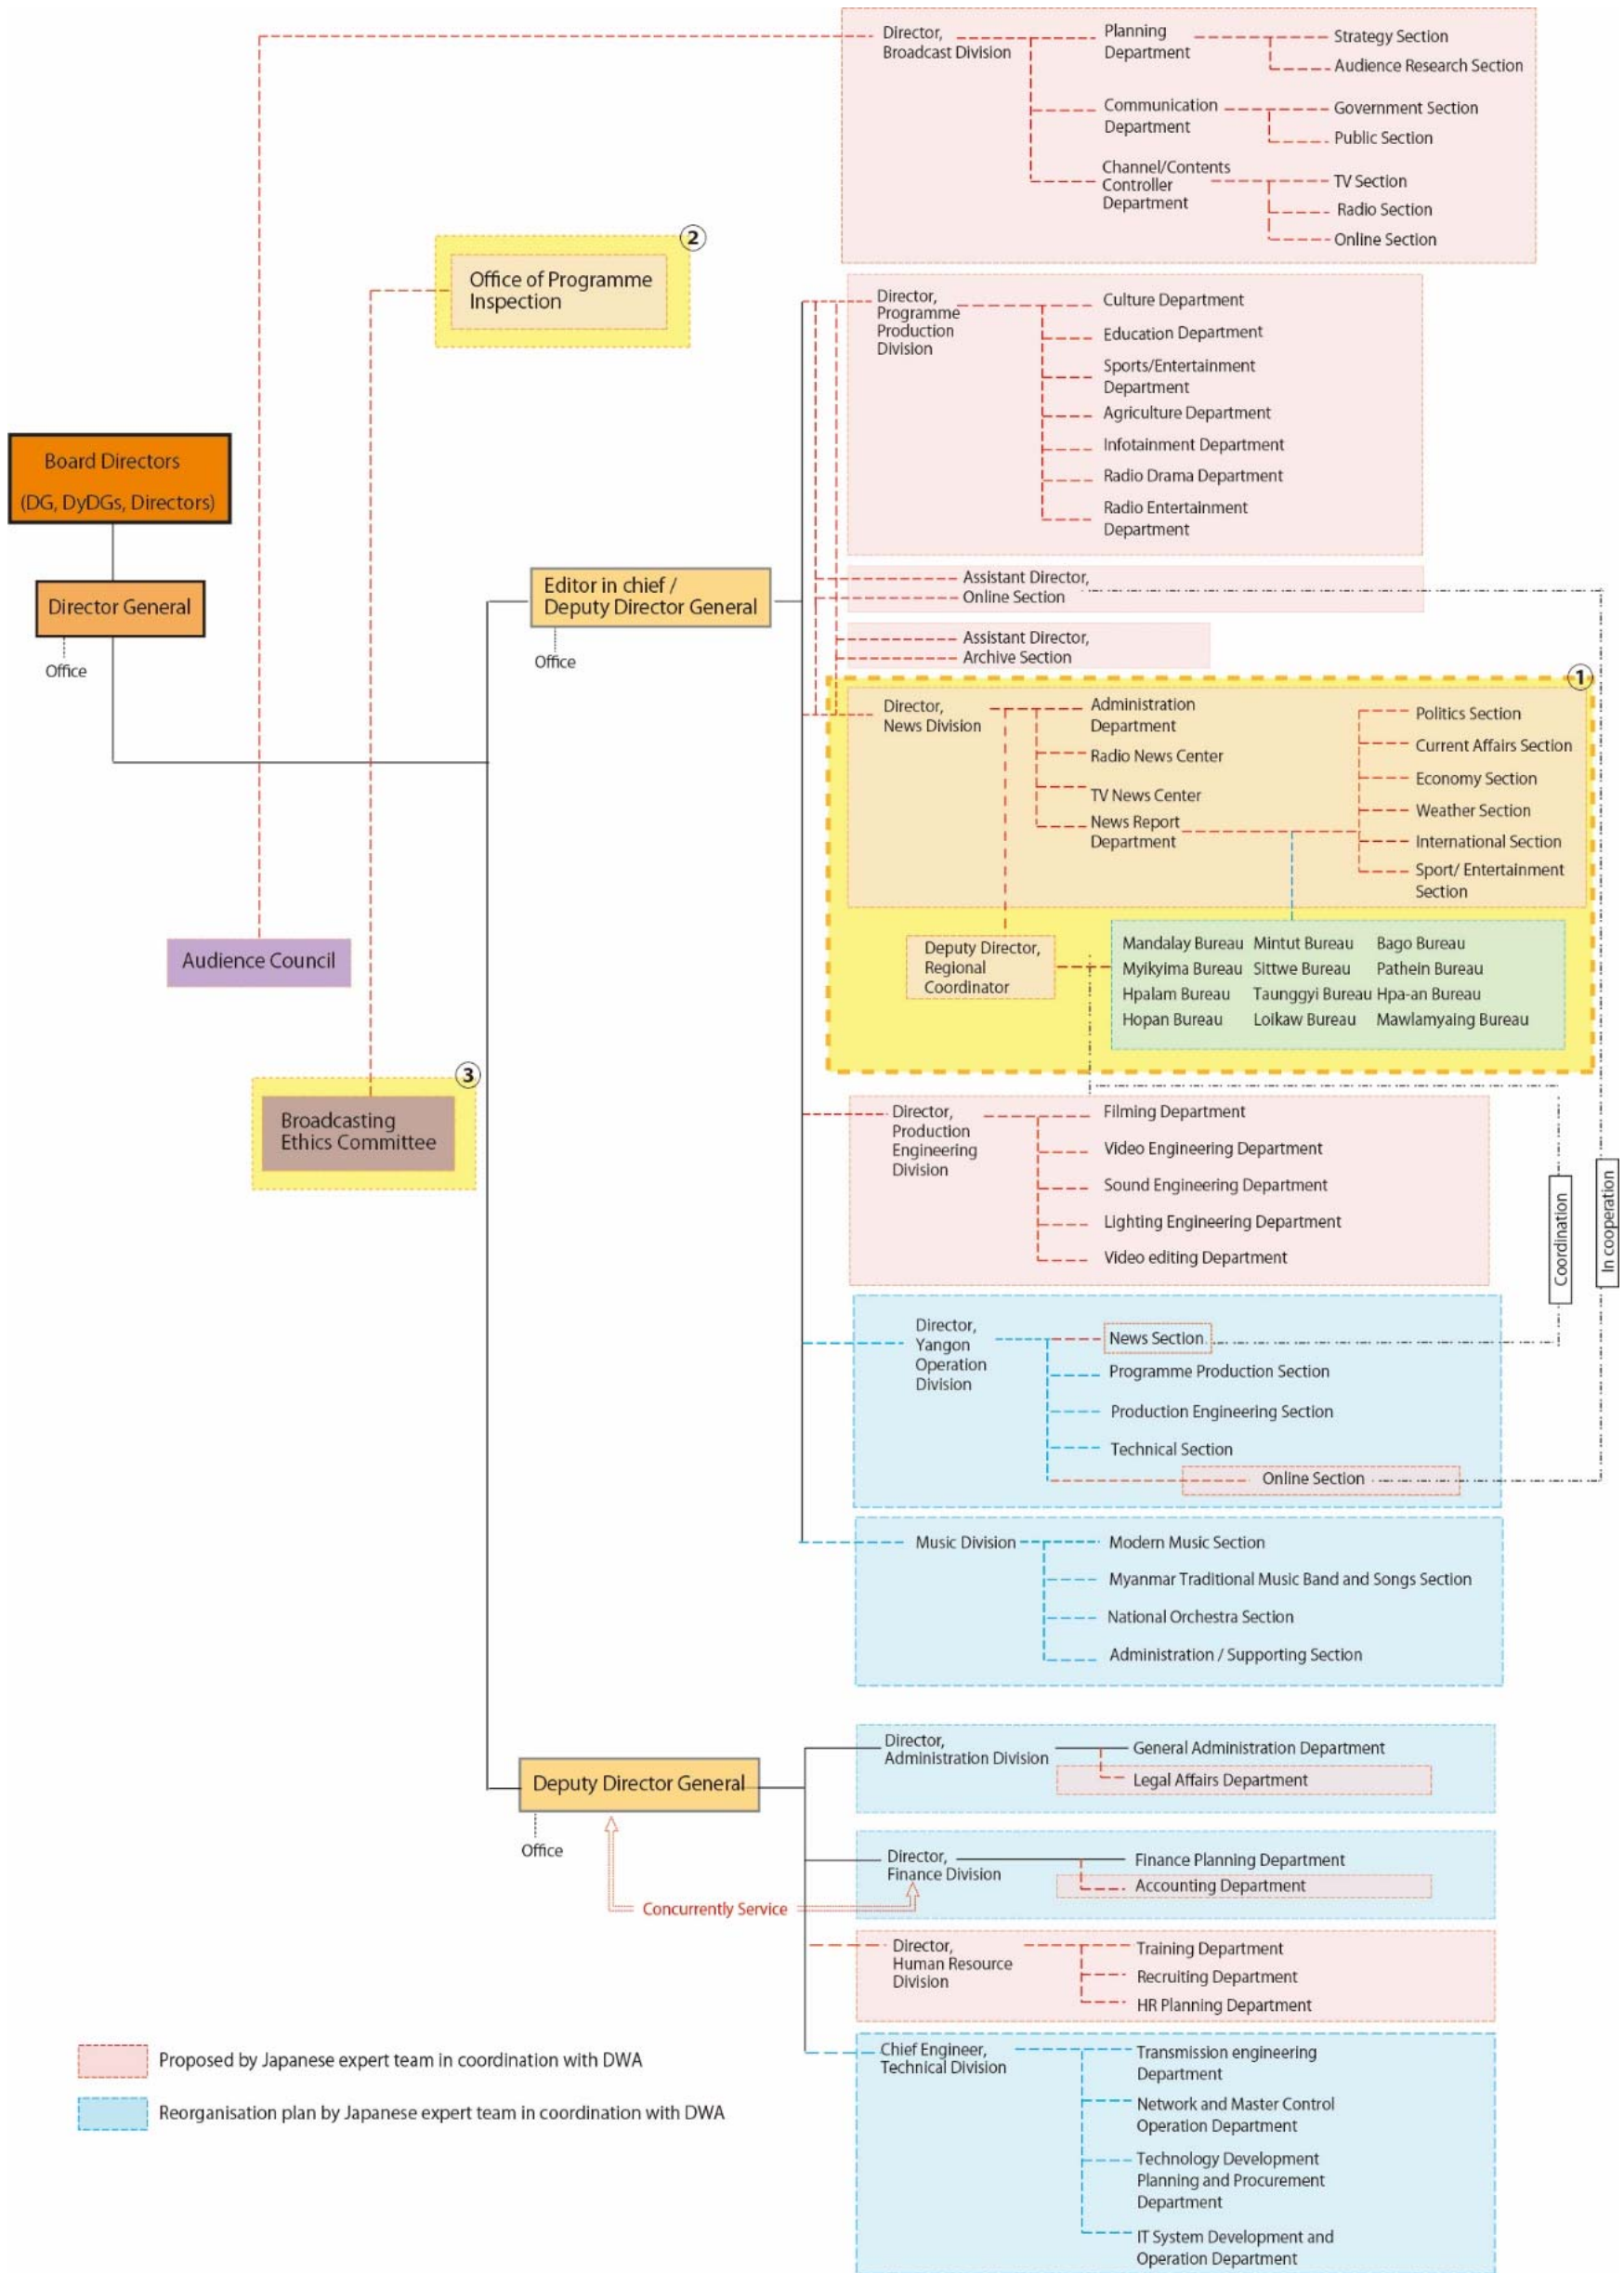 Director,
Broadcast Division
Planning
Department
Strategy Section
Audience Research Section
Communication
Department
Government Section
Public Section
Channel/Contents
Controller
Department
TV Section
Radio Section
Online Section
②
Office of Programme
Inspection
Director,
Programme
Production
Division
Culture Department
Education Department
Sports/Entertainment
Department
Agriculture Department
Infotainment Department
Radio Drama Department
Radio Entertainment
Department
Board Directors
(DG, DyDGs, Directors)
Director General
Office
Editor in chief /
Deputy Director General
Office
Assistant Director,
Online Section
Assistant Director,
Archive Section
①
Director,
News Division
Administration
Department
Radio News Center
TV News Center
News Report
Department
Politics Section
Current Affairs Section
Economy Section
Weather Section
International Section
Sport/ Entertainment
Section
Audience Council
Deputy Director,
Regional
Coordinator
Mandalay Bureau Mintut Bureau Bago Bureau
Myikyima Bureau Sittwe Bureau Pathein Bureau
Hpalam Bureau Taunggyi Bureau Hpa-an Bureau
Hopan Bureau Loikaw Bureau Mawlamyaing Bureau
③
Broadcasting
Ethics Committee
Director,
Production
Engineering
Division
Filming Department
Video Engineering Department
Sound Engineering Department
Lighting Engineering Department
Video editing Department
Coordination
In cooperation
Director,
Yangon
Operation
Division
News Section
Programme Production Section
Production Engineering Section
Technical Section
Online Section
Music Division
Modern Music Section
Myanmar Traditional Music Band and Songs Section
National Orchestra Section
Administration / Supporting Section
Deputy Director General
Office
Director,
Administration Division
General Administration Department
Legal Affairs Department
Director,
Finance Division
Finance Planning Department
Accounting Department
Concurrently Service
Director,
Human Resource
Division
Training Department
Recruiting Department
HR Planning Department
Chief Engineer,
Technical Division
Transmission engineering
Department
Network and Master Control
Operation Department
Technology Development
Planning and Procurement
Department
IT System Development and
Operation Department
Proposed by Japanese expert team in coordination with DWA
Reorganisation plan by Japanese expert team in coordination with DWA